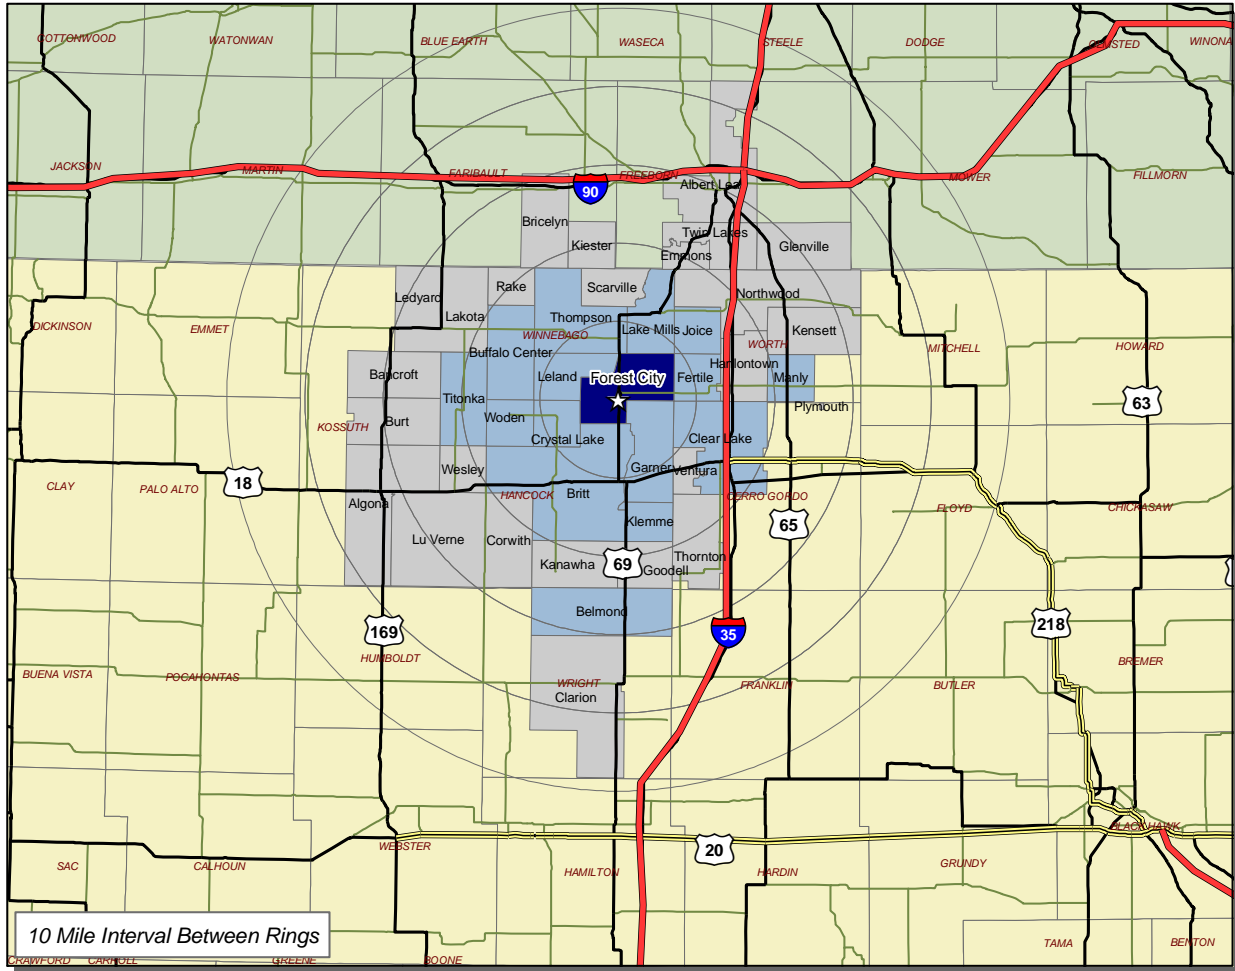 COTTONWOOD
WATONWAN
BLUE EARTH
WASECA
STEELE
DODGE
OLMSTED
WINONA
JACKSON
MARTIN
FARIBAULT
FREEBORN
MOWER
FILLMORN
90
Albert Lea
Bricelyn
Kiester
Twin Lakes
Emmons
Glenville
Ledyard
Rake
Scarville
Northwood
Lakota
Thompson
DICKINSON
EMMET
WINNEBAGO
Lake Mills
Joice
Kensett
WORTH
MITCHELL
HOWARD
Buffalo Center
Hanlontown
Bancroft
Leland
Forest City
Fertile
Manly
Titonka
Plymouth
63
KOSSUTH
Burt
Woden
Crystal Lake
Clear Lake
Wesley
Garner
Ventura
18
CLAY
PALO ALTO
HANCOCK
Britt
CERRO GORDO
Algona
FLOYD
CHICKASAW
Klemme
65
Lu Verne
Corwith
Kanawha
69
Goodell
Thornton
Belmond
169
35
218
HUMBOLDT
BUENA VISTA
POCAHONTAS
WRIGHT
FRANKLIN
BUTLER
BREMER
Clarion
BLACK HAWK
WEBSTER
20
SAC
CALHOUN
HAMILTON
HARDIN
GRUNDY
10 Mile Interval Between Rings
TAMA
BENTON
CRAWFORD
CARROLL
GREENE
BOONE